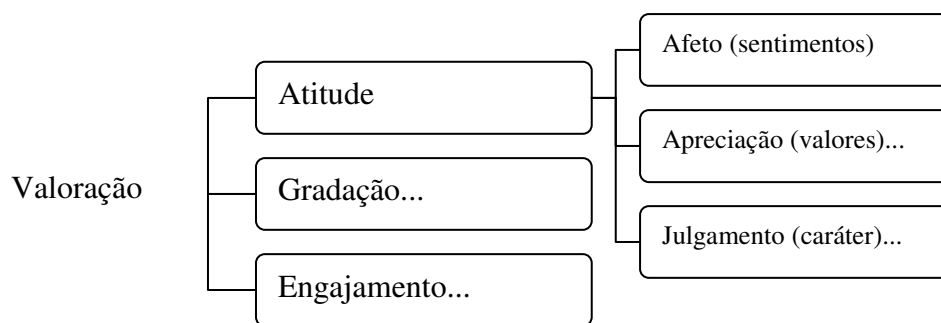 Valoração
Atitude
Gradação...
Engajamento...
Afeto (sentimentos)
Apreciação (valores)...
Julgamento (caráter)...